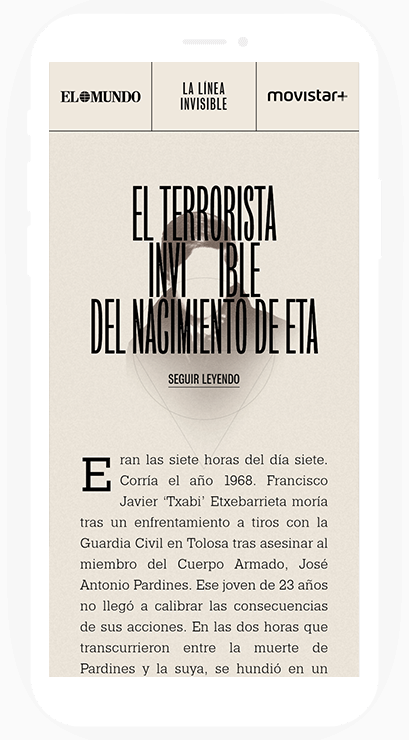 EL MUNDO
LA LÍNEA
INVISIBLE
movistar+
EL TERRORISTA
INVI IBLE
DEL NACIMIENTO DE ETA
SEGUIR LEYENDO
Eran las siete horas del día siete.
Corría el año 1968. Francisco
Javier ‘Txabi’ Etxebarrieta moría
tras un enfrentamiento a tiros con la
Guardia Civil en Tolosa tras asesinar al
miembro del Cuerpo Armado, José
Antonio Pardines. Ese joven de 23 años
no llegó a calibrar las consecuencias
de sus acciones. En las dos horas que
transcurrieron entre la muerte de
Pardines y la suya, se hundió en un